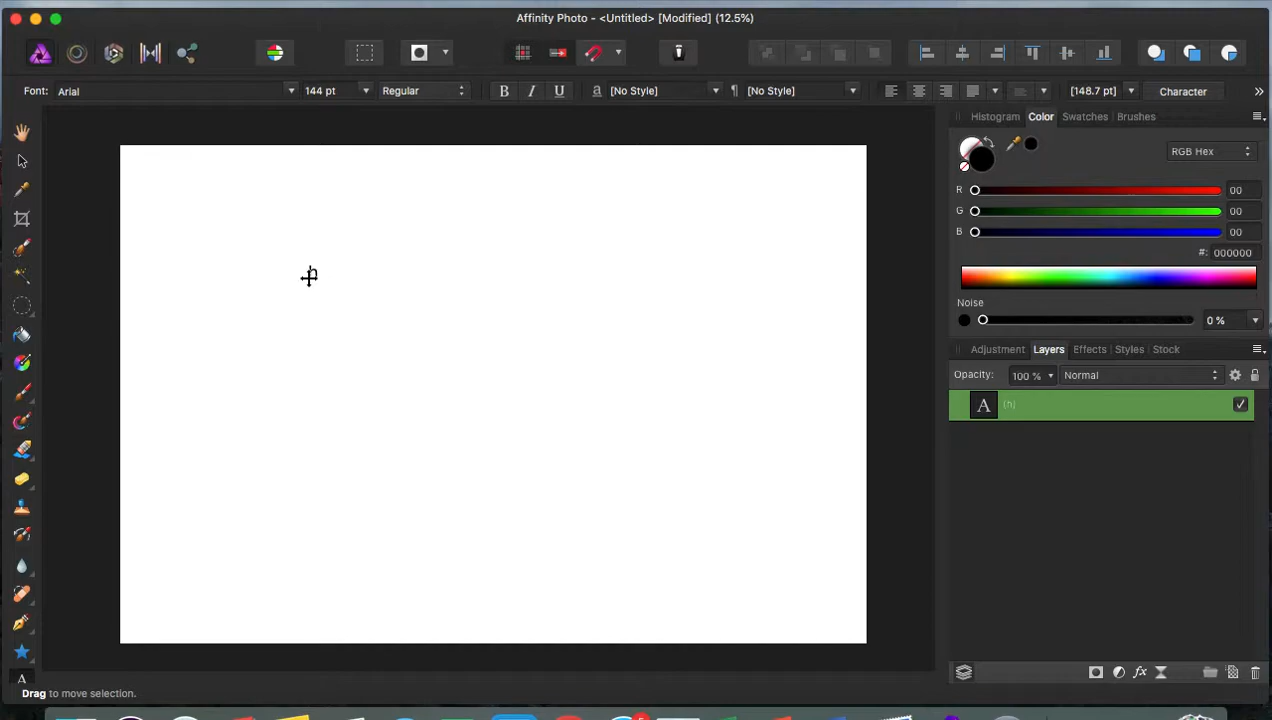 Affinity Photo - <Untitled> [Modified] (12.5%)
Font: Arial 144 pt Regular B I U a [No Style] ¶ [No Style] [148.7 pt] Character »
Histogram Color Swatches Brushes
RGB Hex
R 00
G 00
B 00
#: 000000
h
Noise
0 %
Adjustment Layers Effects Styles Stock
Opacity: 100 % Normal
A (h)
fx
A
Drag to move selection.